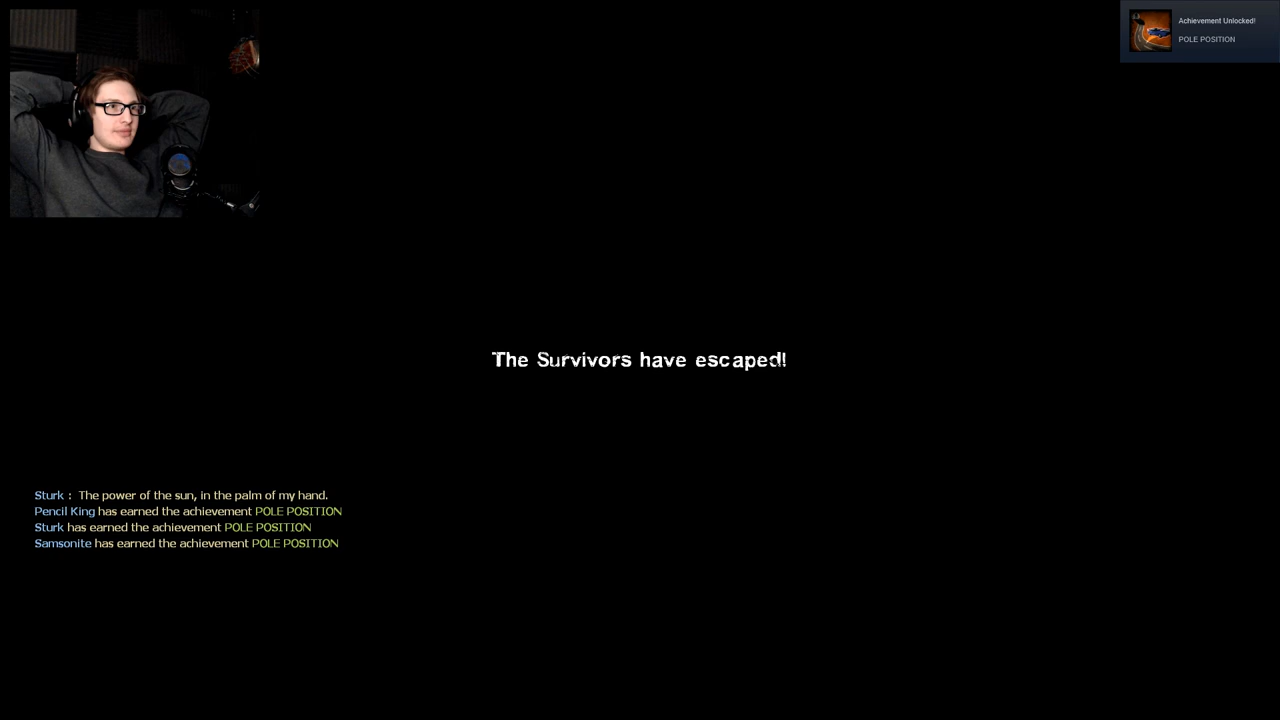 Achievement Unlocked!
POLE POSITION
The Survivors have escaped!
Sturk : The power of the sun, in the palm of my hand.
Pencil King has earned the achievement POLE POSITION
Sturk has earned the achievement POLE POSITION
Samsonite has earned the achievement POLE POSITION